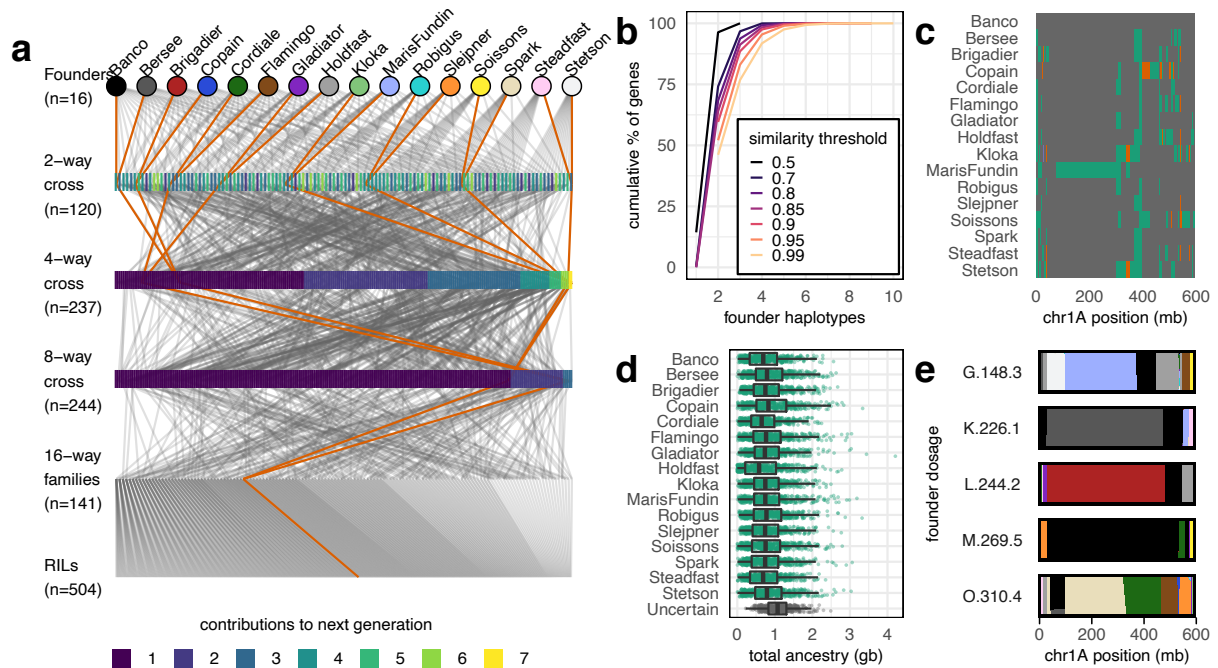 a
Banco
Bersee
Brigadier
Copain
Cordiale
Flamingo
Gladiator
Holdfast
Kloka
MarisFundin
Robigus
Slejpner
Soissons
Spark
Steadfast
Stetson
Founders
(n=16)
2−way
cross
(n=120)
4−way
cross
(n=237)
8−way
cross
(n=244)
16−way
families
(n=141)
RILs
(n=504)
contributions to next generation
1 2 3 4 5 6 7
b
cumulative % of genes
100
75
50
25
0
similarity threshold
0.5
0.7
0.8
0.85
0.9
0.95
0.99
2 4 6 8 10
founder haplotypes
c
Banco
Bersee
Brigadier
Copain
Cordiale
Flamingo
Gladiator
Holdfast
Kloka
MarisFundin
Robigus
Slejpner
Soissons
Spark
Steadfast
Stetson
0 200 400 600
chr1A position (mb)
d
Banco
Bersee
Brigadier
Copain
Cordiale
Flamingo
Gladiator
Holdfast
Kloka
MarisFundin
Robigus
Slejpner
Soissons
Spark
Steadfast
Stetson
Uncertain
0 1 2 3 4
total ancestry (gb)
e
founder dosage
G.148.3
K.226.1
L.244.2
M.269.5
O.310.4
0 200 400 600
chr1A position (mb)